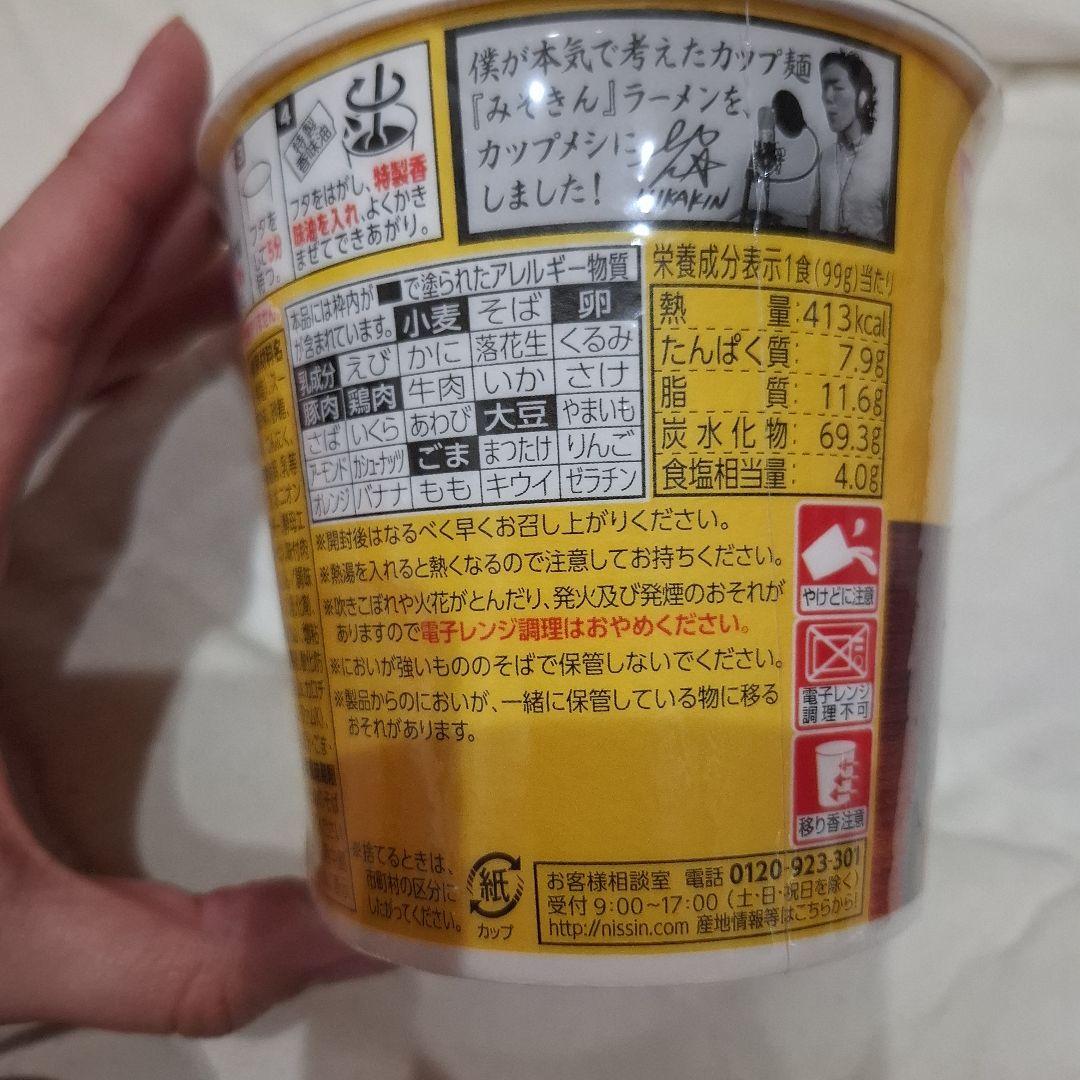 僕が本気で考えたカップ麺
『みそきん』ラーメンを、
カップメシに
しました!
HIKAKIN
4
特製
香味油
フタをはがし、特製香
味油を入れ、よくかき
まぜてできあがり。
本品には枠内が■で塗られたアレルギー物質
が含まれています。
小麦 そば 卵
乳成分 えび かに 落花生 くるみ
豚肉 鶏肉 牛肉 いか さけ
さば いくら あわび 大豆 やまいも
アーモンド カシューナッツ ごま まつたけ りんご
オレンジ バナナ もも キウイ ゼラチン
栄養成分表示1食(99g)当たり
熱量:413kcal
たんぱく質: 7.9g
脂質: 11.6g
炭水化物: 69.3g
食塩相当量: 4.0g
※開封後はなるべく早くお召し上がりください。
※熱湯を入れると熱くなるので注意してお持ちください。
※吹きこぼれや火花がとんだり、発火及び発煙のおそれが
ありますので電子レンジ調理はおやめください。
※においが強いもののそばで保管しないでください。
※製品からのにおいが、一緒に保管している物に移る
おそれがあります。
やけどに注意
電子レンジ
調理不可
移り香注意
※捨てるときは、
市町村の区分に
したがってください。
紙
カップ
お客様相談室 電話 0120-923-301
受付 9:00~17:00 (土・日・祝日を除く)
http://nissin.com 産地情報等はこちらから!